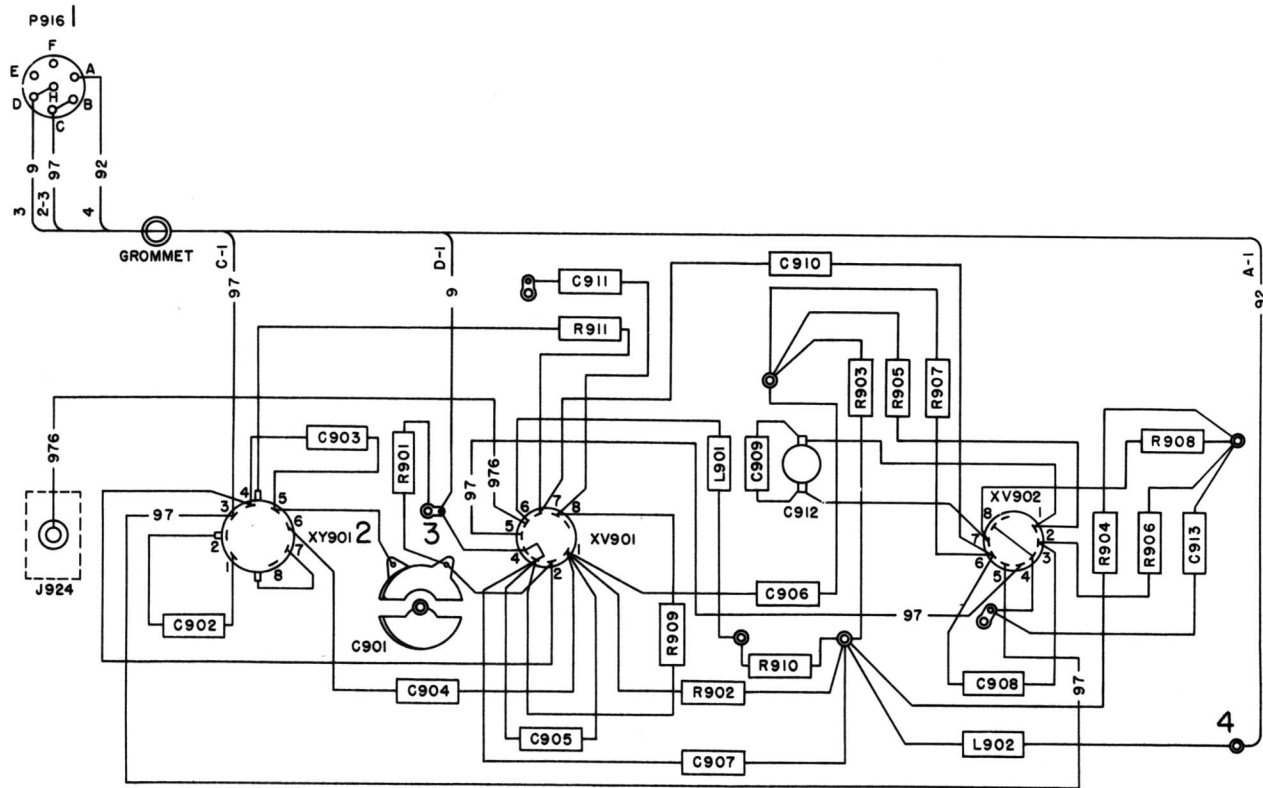 P916
F
E A
H
D B
C
9 97 92
3 2-3 4
GROMMET
C-1 D-1 A-1
97 9 92
C910
C911
R911
R903 R905 R907
976 C903 R901 97 976 L901 C909 R908
C912
XV902
3 4 5 6 7 8 2 1
97 XY901 2 3
5 6 7 8 4 1 2
XV901
8 7 6 5 4 3 2 1
R904 R906 C913
J924
C906
C902 97
C901 R909
R910
C904 R902 C908 97
C905
C907 L902 4